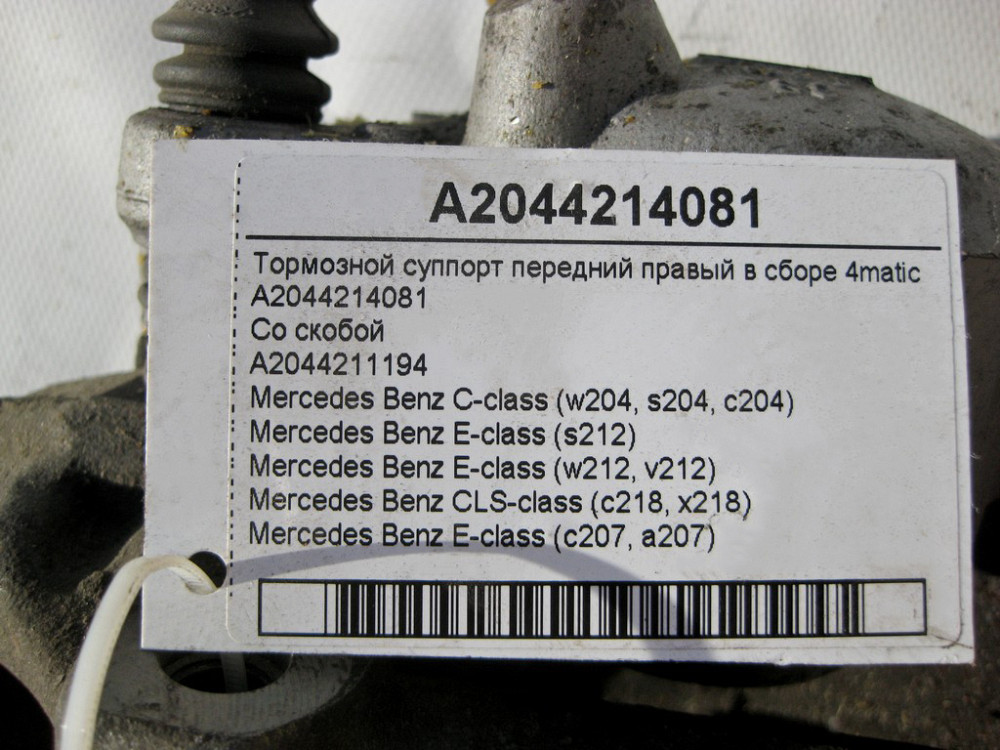 A2044214081
Тормозной суппорт передний правый в сборе 4matic
A2044214081
Со скобой
A2044211194
Mercedes Benz C-class (w204, s204, c204)
Mercedes Benz E-class (s212)
Mercedes Benz E-class (w212, v212)
Mercedes Benz CLS-class (c218, x218)
Mercedes Benz E-class (c207, a207)